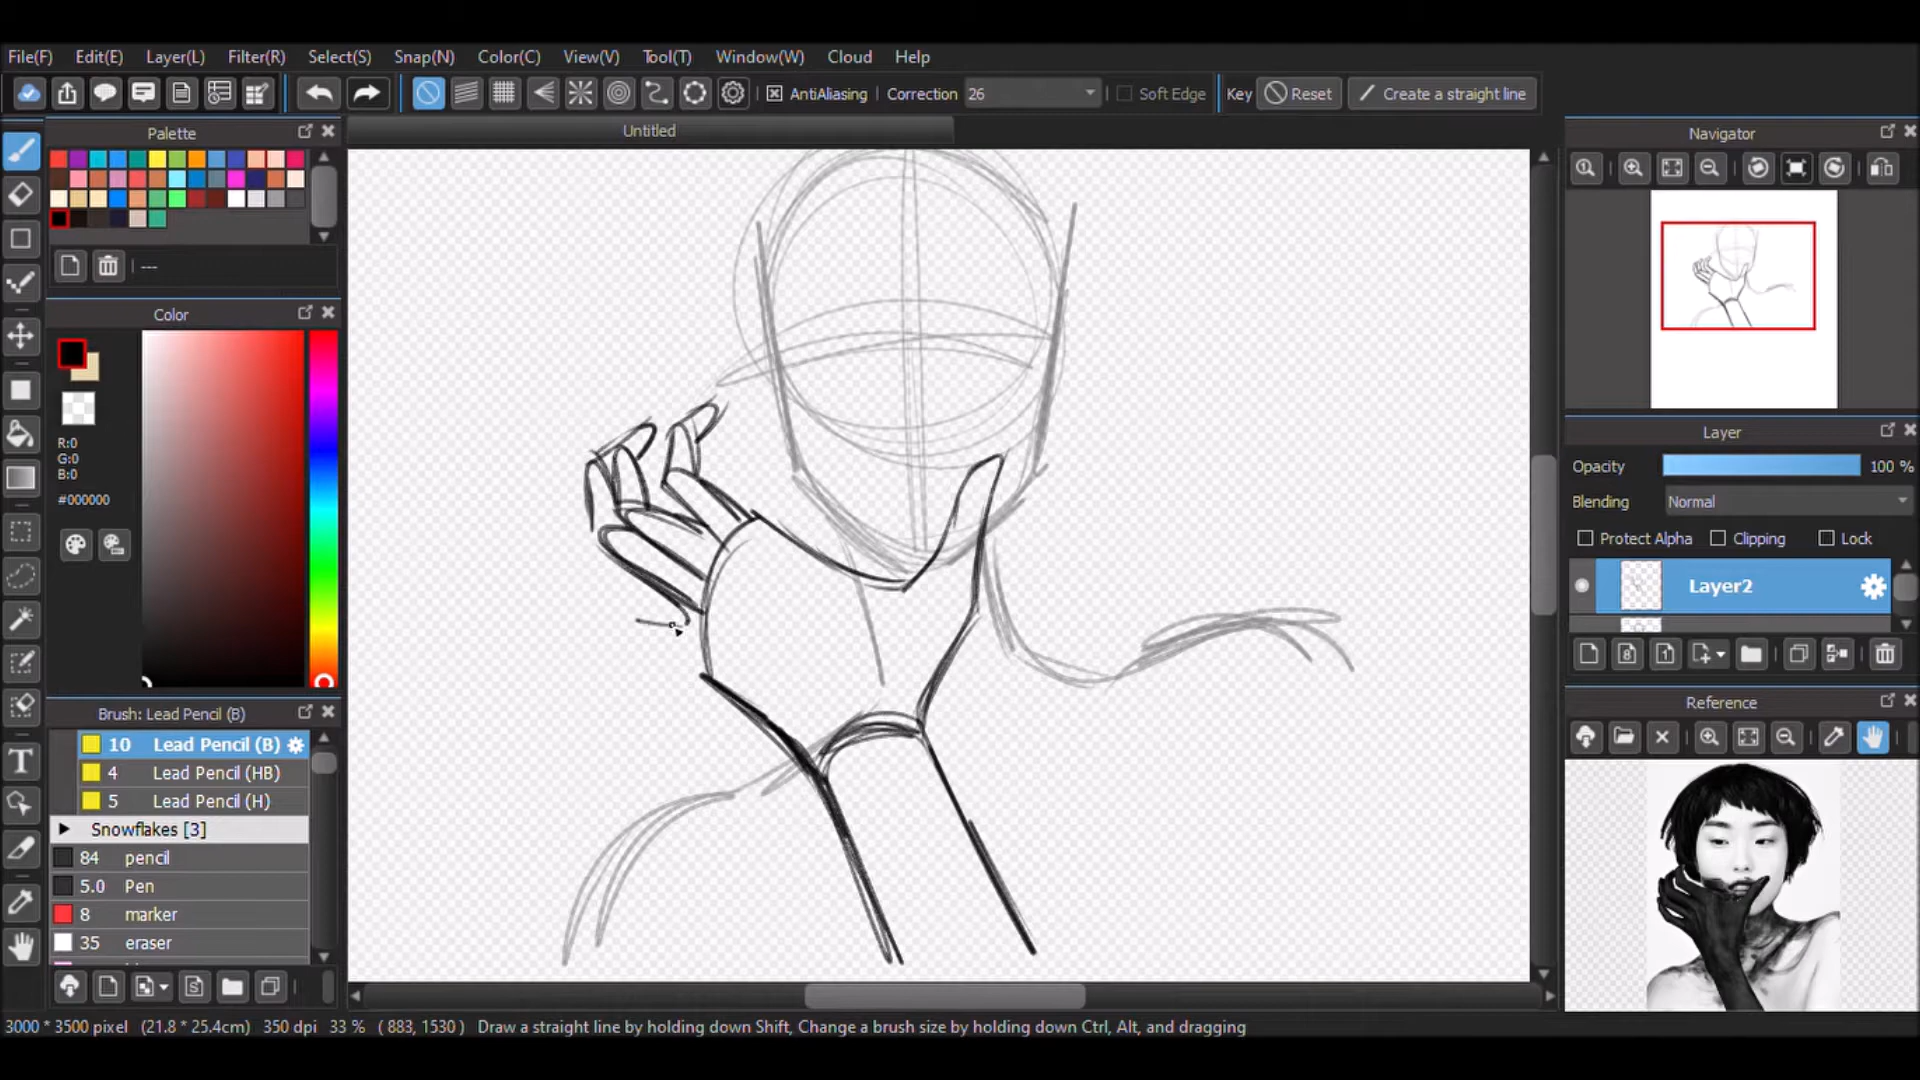 File(F) Edit(E) Layer(L) Filter(R) Select(S) Snap(N) Color(C) View(V) Tool(T) Window(W) Cloud Help
AntiAliasing Correction 26 Soft Edge Key Reset Create a straight line
Palette
Untitled
Navigator
---
Color
R:0
G:0
B:0
#000000
Layer
Opacity 100 %
Blending Normal
Protect Alpha Clipping Lock
Layer2
Brush: Lead Pencil (B)
10 Lead Pencil (B)
4 Lead Pencil (HB)
5 Lead Pencil (H)
Snowflakes [3]
84 pencil
5.0 Pen
8 marker
35 eraser
Reference
3000 * 3500 pixel (21.8 * 25.4cm) 350 dpi 33 % ( 883, 1530 ) Draw a straight line by holding down Shift, Change a brush size by holding down Ctrl, Alt, and dragging